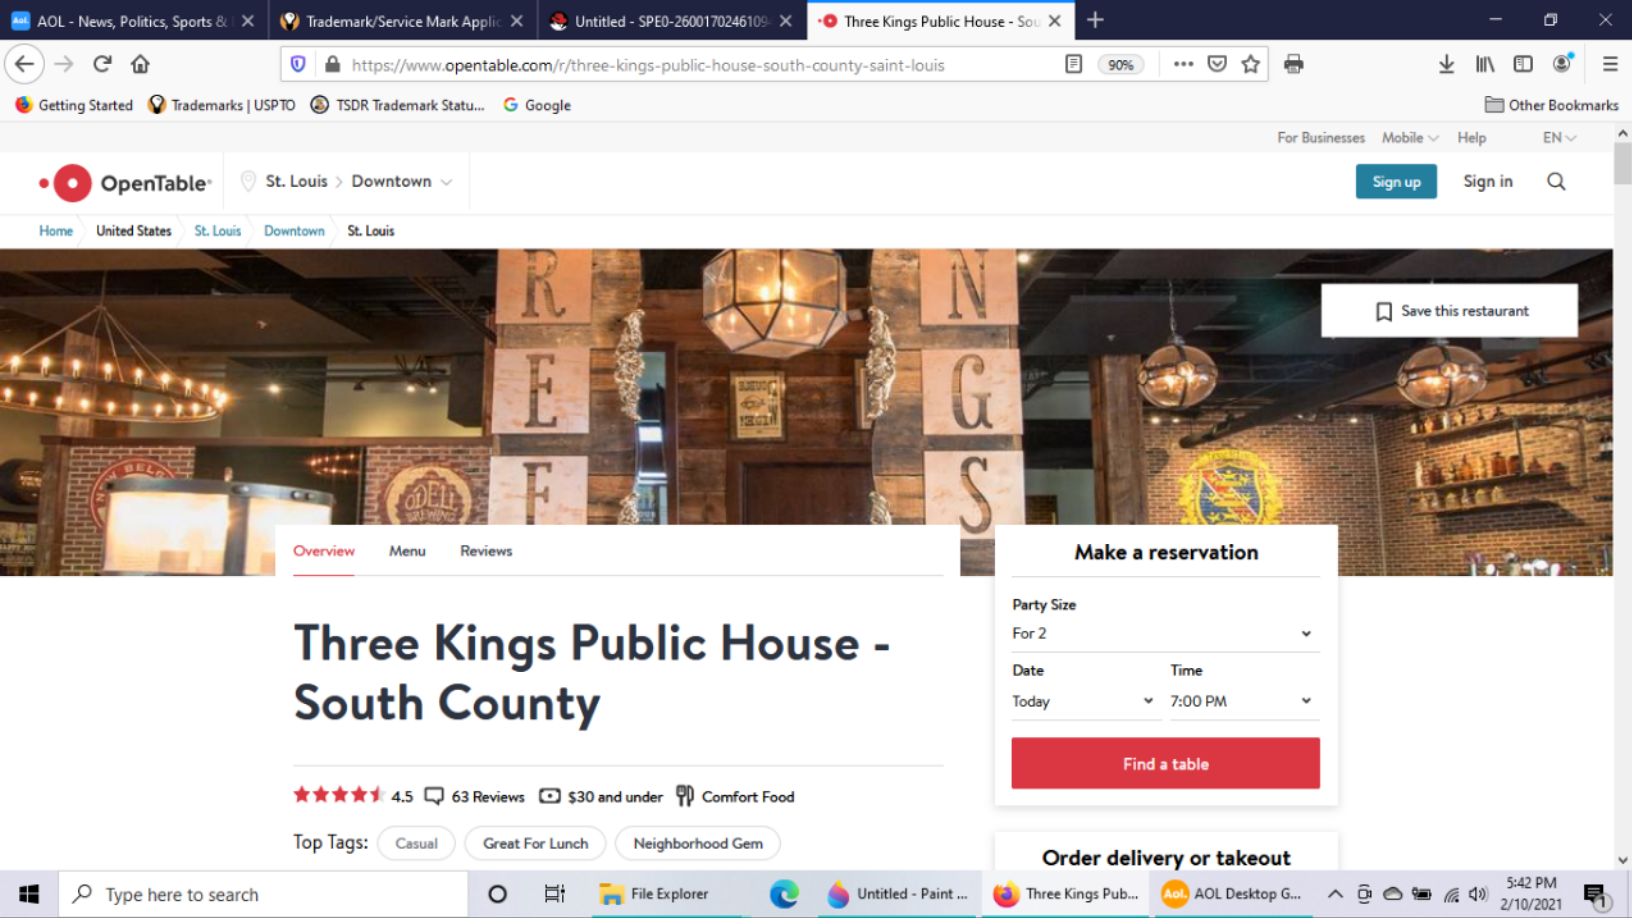 AOL - News, Politics, Sports &
Trademark/Service Mark Applic
Untitled - SPE0-26001702461094
Three Kings Public House - Sou
https://www.opentable.com/r/three-kings-public-house-south-county-saint-louis
90%
Getting Started
Trademarks | USPTO
TSDR Trademark Statu...
Google
Other Bookmarks
For Businesses Mobile Help EN
OpenTable
St. Louis Downtown
Sign up
Sign in
Home United States St. Louis Downtown St. Louis
R
E
E
N
G
S
ODELL
BREWING
Save this restaurant
Overview Menu Reviews
Three Kings Public House -
South County
4.5 63 Reviews $30 and under Comfort Food
Top Tags: Casual Great For Lunch Neighborhood Gem
Make a reservation
Party Size
For 2
Date Time
Today 7:00 PM
Find a table
Order delivery or takeout
Type here to search
File Explorer
Untitled - Paint ...
Three Kings Pub...
Aol.
AOL Desktop G...
5:42 PM
2/10/2021
1